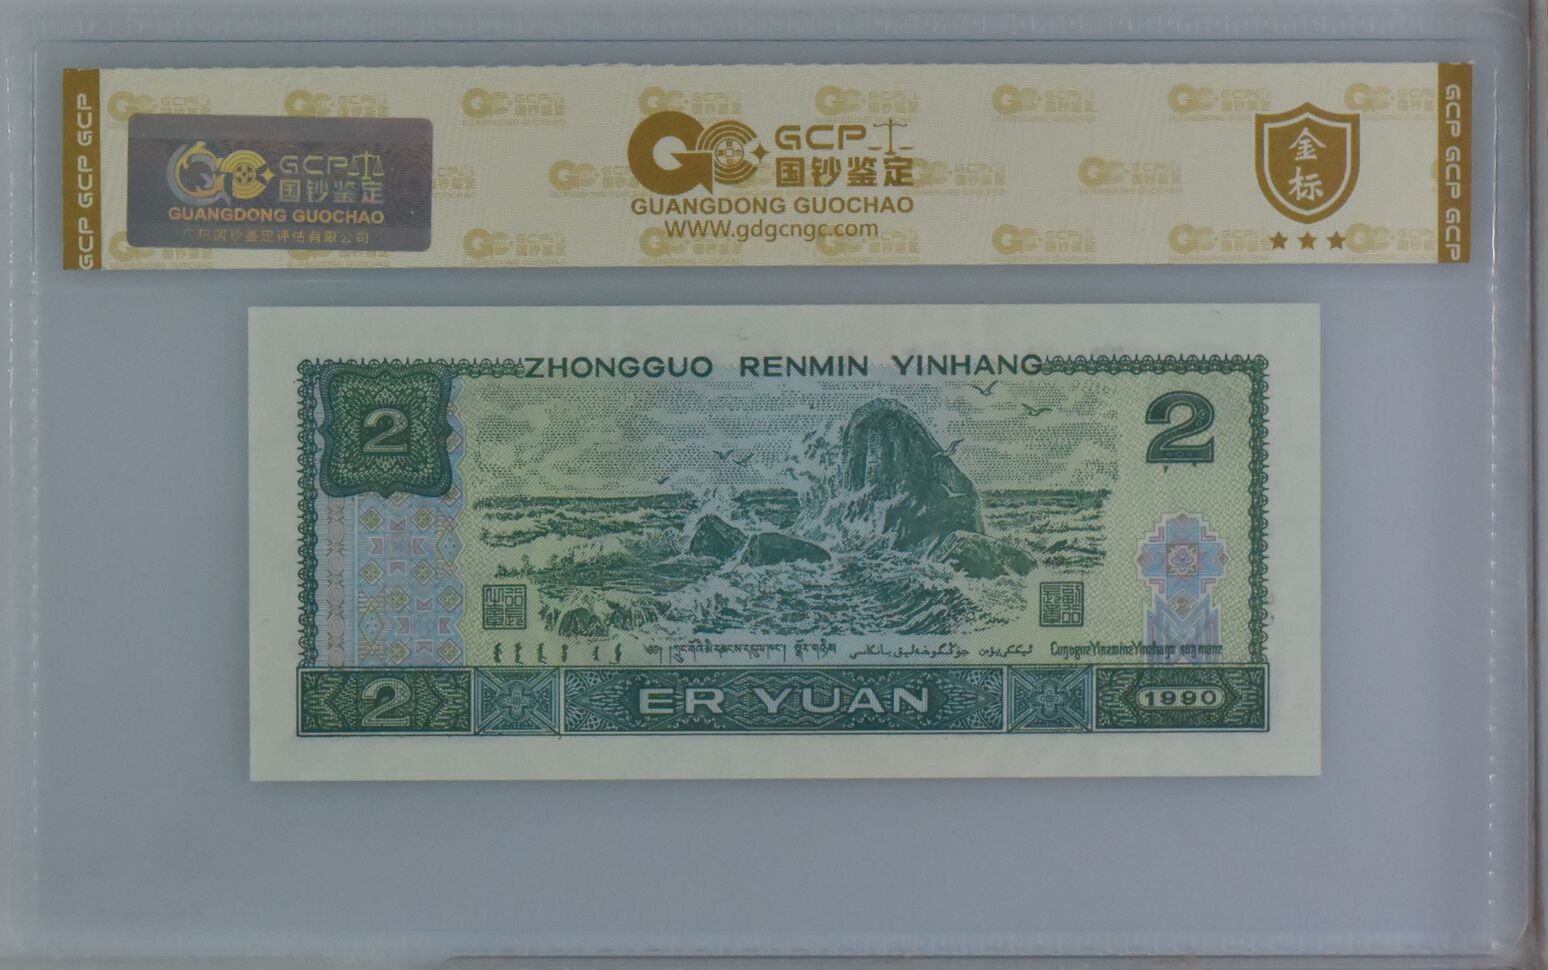 GCP GCP GCP
GCP
国钞鉴定
GUANGDONG GUOCHAO
广东国钞鉴定评估有限公司
GCP
国钞鉴定
GUANGDONG GUOCHAO
WWW.gdgcngc.com
金标
GCP GCP GCP
ZHONGGUO RENMIN YINHANG
2
2
2
ER YUAN
1990